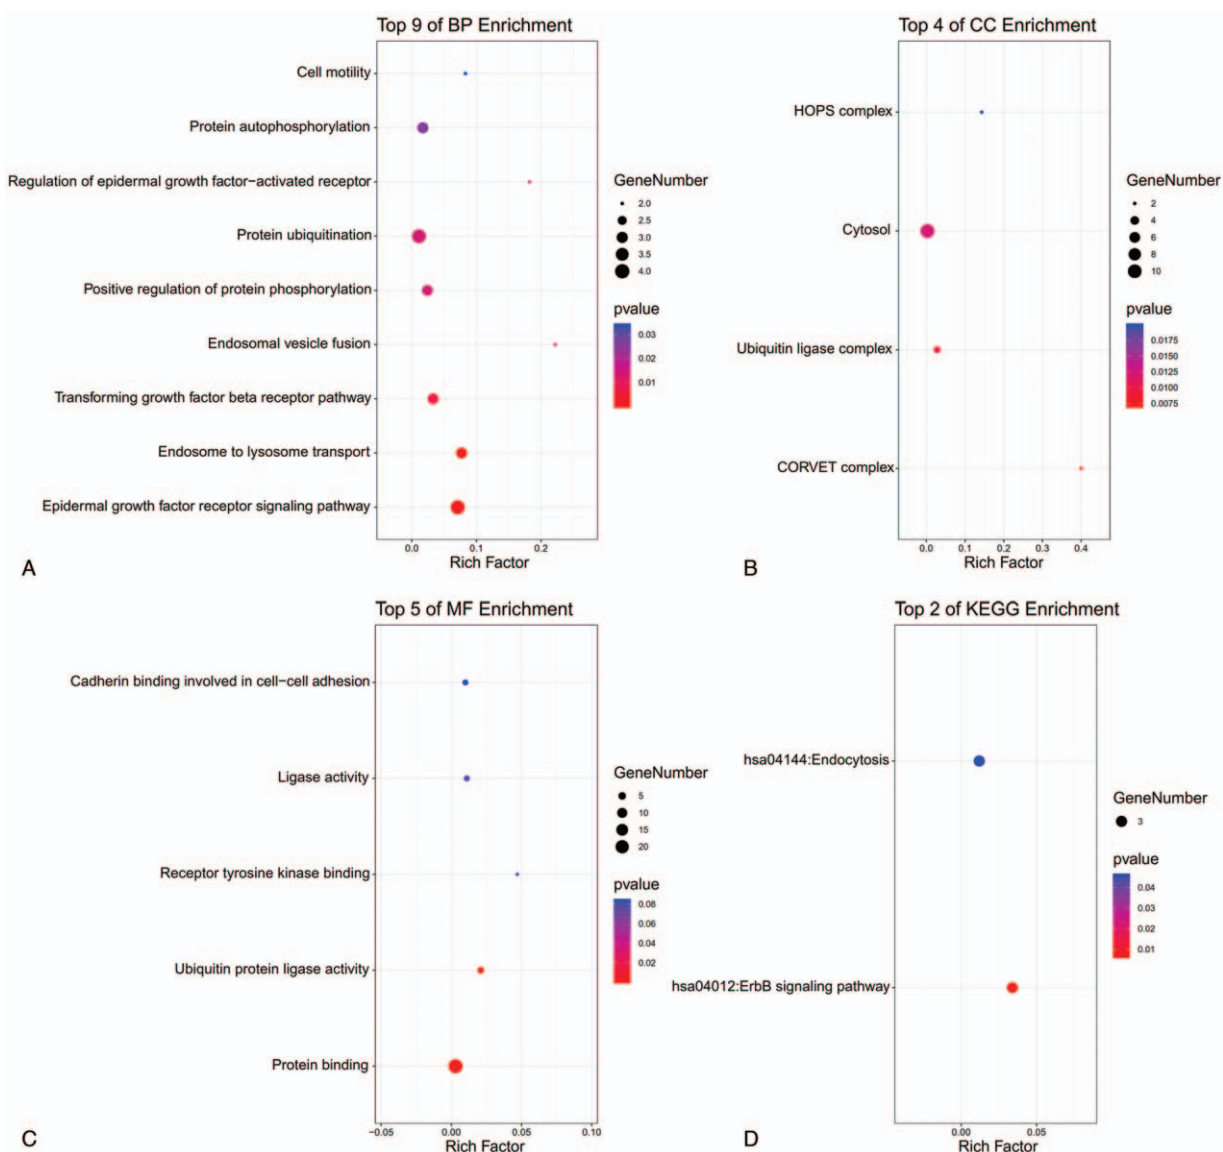 Top 9 of BP Enrichment
Cell motility
Protein autophosphorylation
Regulation of epidermal growth factor−activated receptor
Protein ubiquitination
Positive regulation of protein phosphorylation
Endosomal vesicle fusion
Transforming growth factor beta receptor pathway
Endosome to lysosome transport
Epidermal growth factor receptor signaling pathway
0.0 0.1 0.2
Rich Factor
GeneNumber
2.0
2.5
3.0
3.5
4.0
pvalue
0.03
0.02
0.01
A
Top 4 of CC Enrichment
HOPS complex
Cytosol
Ubiquitin ligase complex
CORVET complex
0.0 0.1 0.2 0.3 0.4
Rich Factor
GeneNumber
2
4
6
8
10
pvalue
0.0175
0.0150
0.0125
0.0100
0.0075
B
Top 5 of MF Enrichment
Cadherin binding involved in cell−cell adhesion
Ligase activity
Receptor tyrosine kinase binding
Ubiquitin protein ligase activity
Protein binding
−0.05 0.00 0.05 0.10
Rich Factor
GeneNumber
5
10
15
20
pvalue
0.08
0.06
0.04
0.02
C
Top 2 of KEGG Enrichment
hsa04144:Endocytosis
hsa04012:ErbB signaling pathway
0.00 0.05
Rich Factor
GeneNumber
3
pvalue
0.04
0.03
0.02
0.01
D